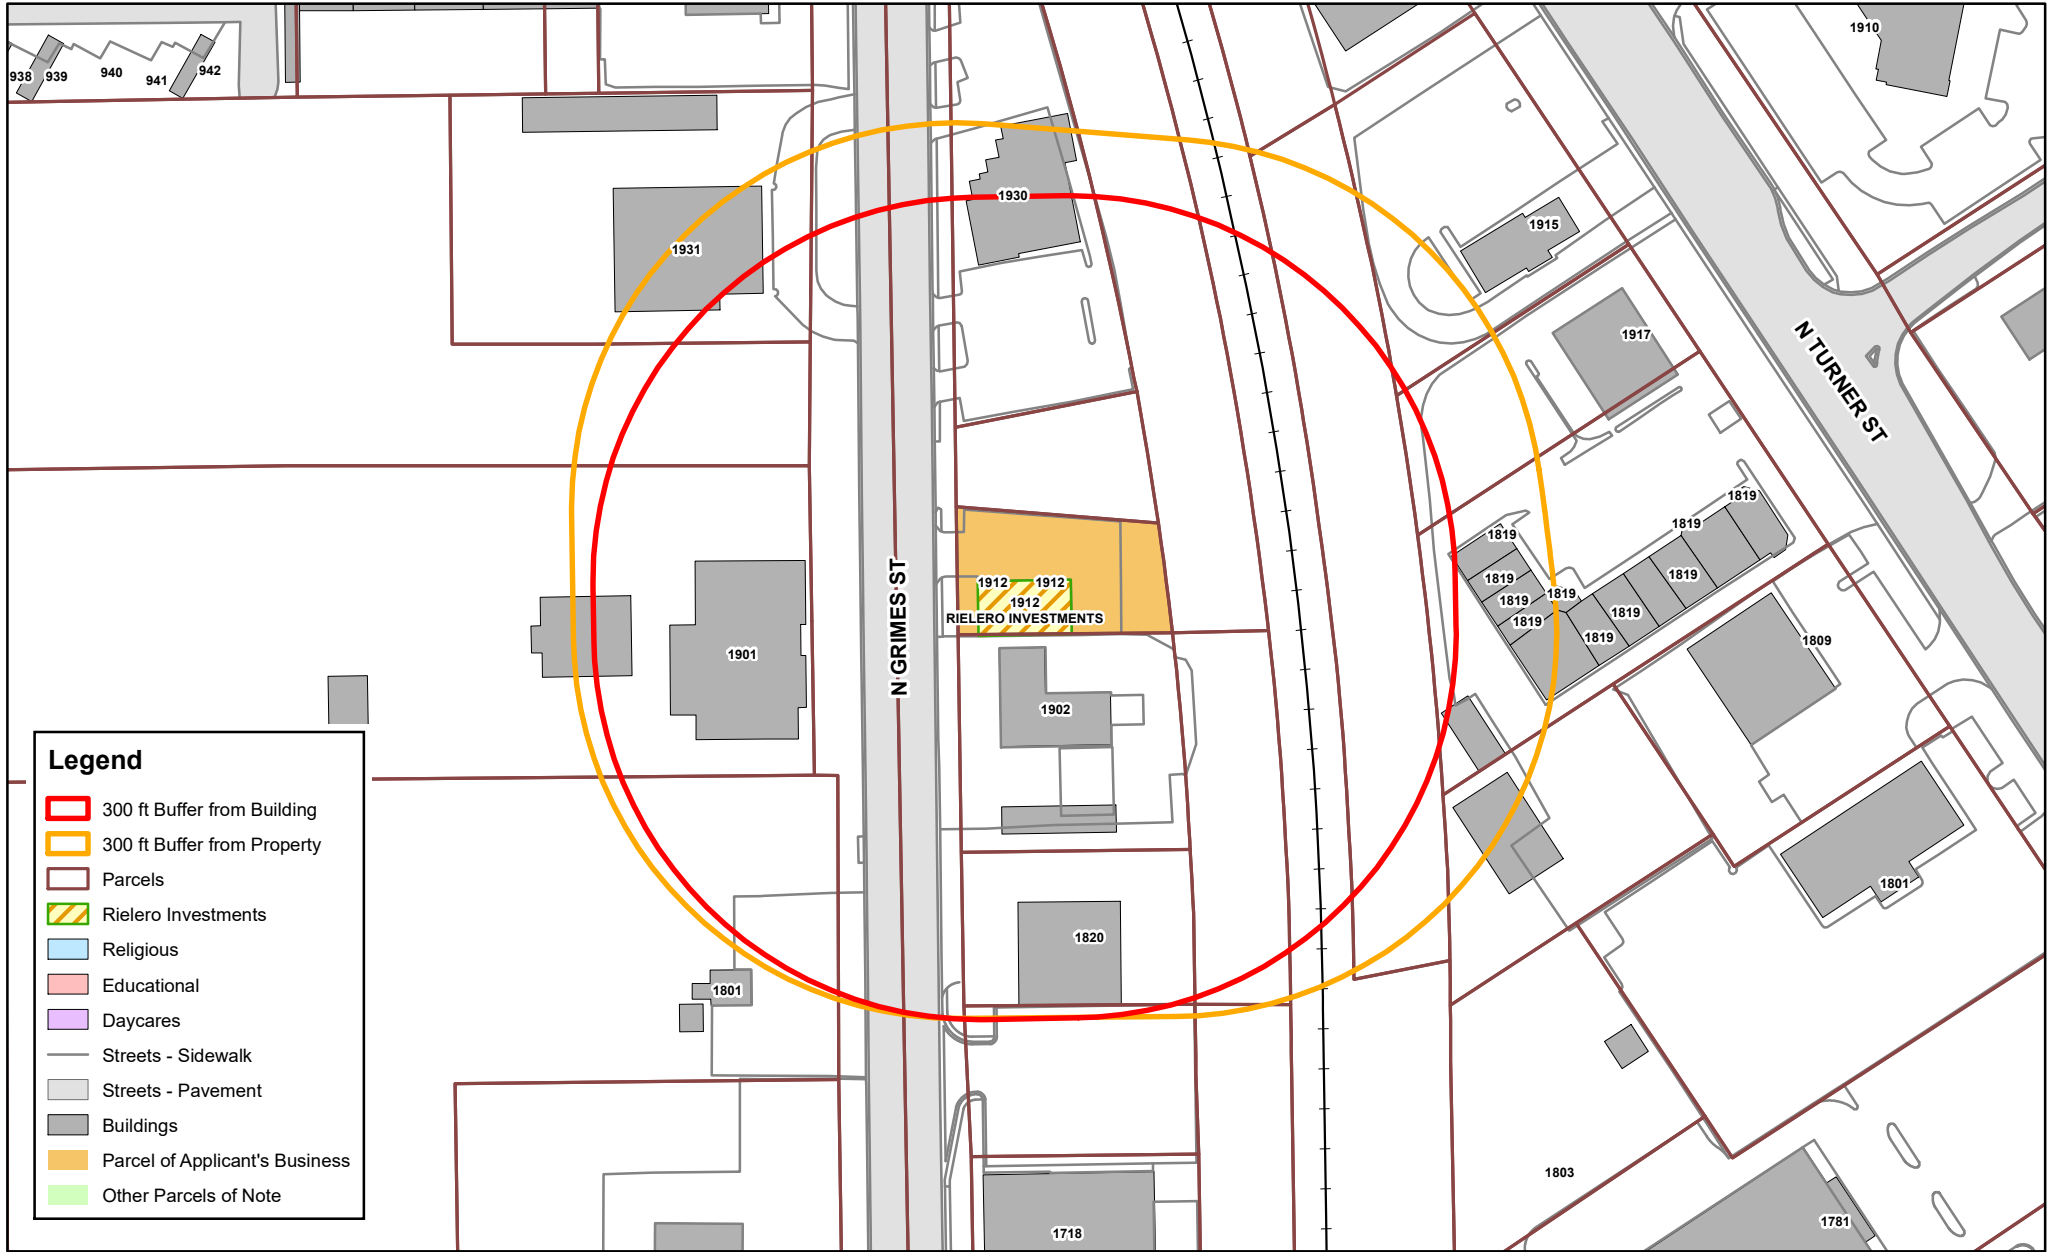 938
939
940
941
942
1910
1930
1931
1915
1917
N TURNER ST
1819
1819
1819
1819
1819
1819
1819
1819
1819
1819
1912
1912
1912
RIELERO INVESTMENTS
N GRIMES ST
1901
1902
1809
1820
1801
1801
1803
1781
1718
Legend
300 ft Buffer from Building
300 ft Buffer from Property
Parcels
Rielero Investments
Religious
Educational
Daycares
Streets - Sidewalk
Streets - Pavement
Buildings
Parcel of Applicant's Business
Other Parcels of Note